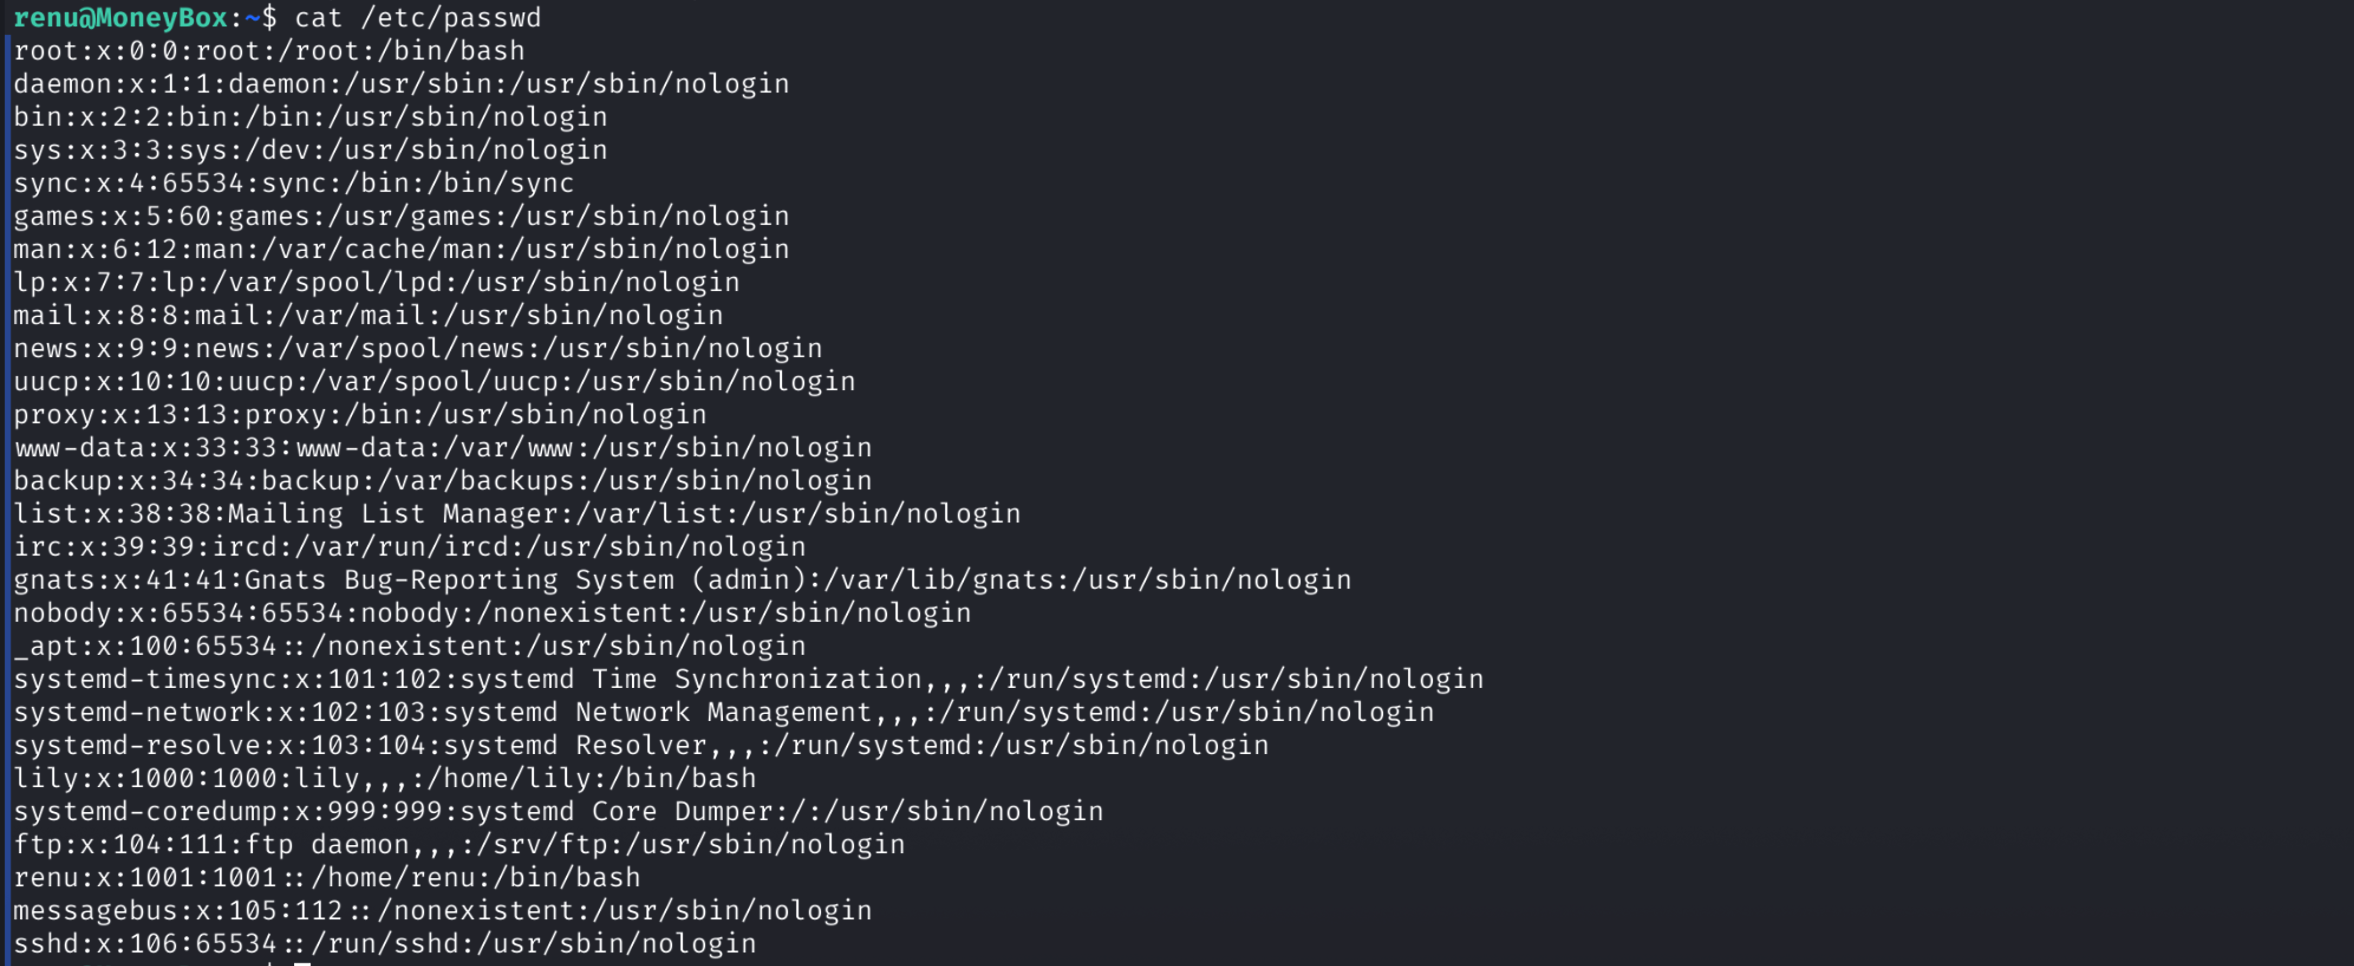 renu@MoneyBox:~$ cat /etc/passwd
root:x:0:0:root:/root:/bin/bash
daemon:x:1:1:daemon:/usr/sbin:/usr/sbin/nologin
bin:x:2:2:bin:/bin:/usr/sbin/nologin
sys:x:3:3:sys:/dev:/usr/sbin/nologin
sync:x:4:65534:sync:/bin:/bin/sync
games:x:5:60:games:/usr/games:/usr/sbin/nologin
man:x:6:12:man:/var/cache/man:/usr/sbin/nologin
lp:x:7:7:lp:/var/spool/lpd:/usr/sbin/nologin
mail:x:8:8:mail:/var/mail:/usr/sbin/nologin
news:x:9:9:news:/var/spool/news:/usr/sbin/nologin
uucp:x:10:10:uucp:/var/spool/uucp:/usr/sbin/nologin
proxy:x:13:13:proxy:/bin:/usr/sbin/nologin
www-data:x:33:33:www-data:/var/www:/usr/sbin/nologin
backup:x:34:34:backup:/var/backups:/usr/sbin/nologin
list:x:38:38:Mailing List Manager:/var/list:/usr/sbin/nologin
irc:x:39:39:ircd:/var/run/ircd:/usr/sbin/nologin
gnats:x:41:41:Gnats Bug-Reporting System (admin):/var/lib/gnats:/usr/sbin/nologin
nobody:x:65534:65534:nobody:/nonexistent:/usr/sbin/nologin
_apt:x:100:65534::/nonexistent:/usr/sbin/nologin
systemd-timesync:x:101:102:systemd Time Synchronization,,,:/run/systemd:/usr/sbin/nologin
systemd-network:x:102:103:systemd Network Management,,,:/run/systemd:/usr/sbin/nologin
systemd-resolve:x:103:104:systemd Resolver,,,:/run/systemd:/usr/sbin/nologin
lily:x:1000:1000:lily,,,:/home/lily:/bin/bash
systemd-coredump:x:999:999:systemd Core Dumper:/:/usr/sbin/nologin
ftp:x:104:111:ftp daemon,,,:/srv/ftp:/usr/sbin/nologin
renu:x:1001:1001::/home/renu:/bin/bash
messagebus:x:105:112::/nonexistent:/usr/sbin/nologin
sshd:x:106:65534::/run/sshd:/usr/sbin/nologin